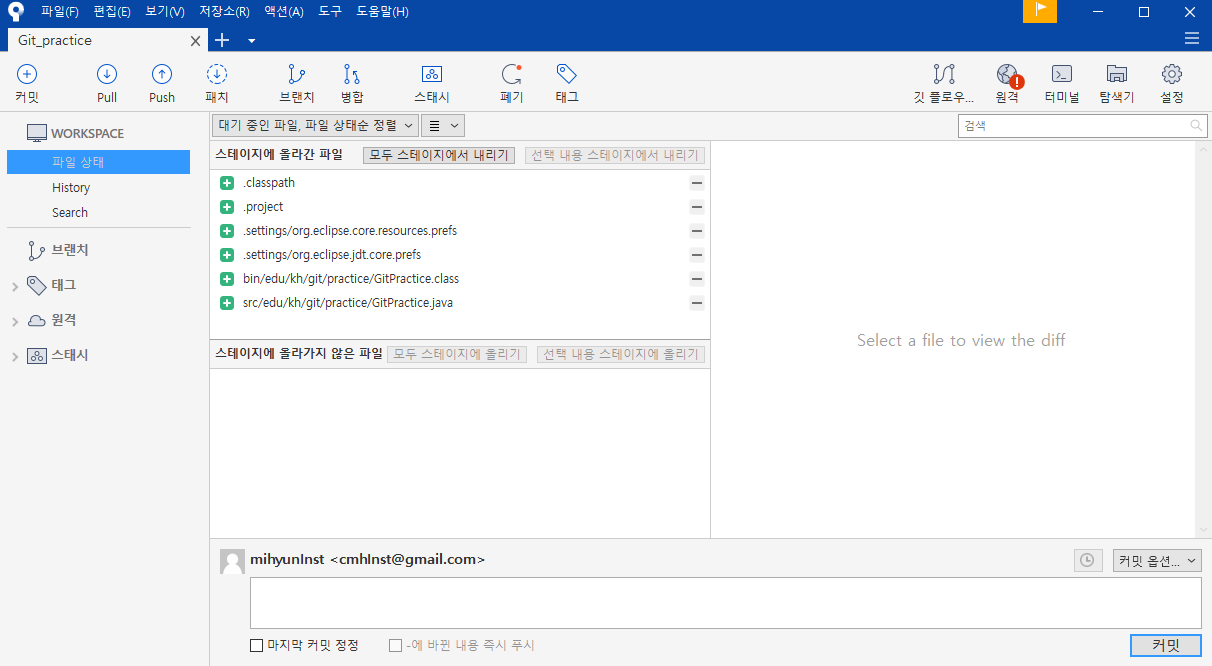 파일(F) 편집(E) 보기(V) 저장소(R) 액션(A) 도구 도움말(H)
Git_practice
커밋 Pull Push 패치 브랜치 병합 스태시 폐기 태그 깃 플로우... 원격 터미널 탐색기 설정
WORKSPACE
파일 상태
History
Search
브랜치
태그
원격
스태시
대기 중인 파일, 파일 상태순 정렬
검색
스테이지에 올라간 파일 모두 스테이지에서 내리기 선택 내용 스테이지에서 내리기
.classpath
.project
.settings/org.eclipse.core.resources.prefs
.settings/org.eclipse.jdt.core.prefs
bin/edu/kh/git/practice/GitPractice.class
src/edu/kh/git/practice/GitPractice.java
스테이지에 올라가지 않은 파일 모두 스테이지에 올리기 선택 내용 스테이지에 올리기
Select a file to view the diff
mihyunInst <cmhInst@gmail.com>
커밋 옵션...
마지막 커밋 정정 -에 바뀐 내용 즉시 푸시
커밋